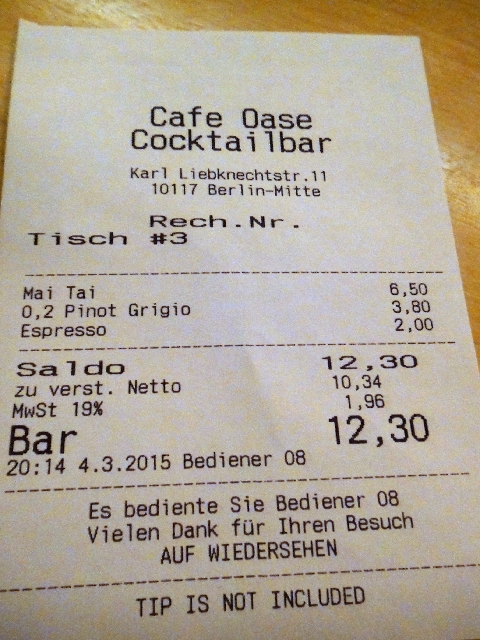 Cafe Oase
Cocktailbar
Karl Liebknechtstr.11
10117 Berlin-Mitte
Rech.Nr.
Tisch #3
Mai Tai 6,50
0,2 Pinot Grigio 3,80
Espresso 2,00
Saldo 12,30
zu verst. Netto 10,34
MwSt 19% 1,96
Bar 12,30
20:14 4.3.2015 Bediener 08
Es bediente Sie Bediener 08
Vielen Dank für Ihren Besuch
AUF WIEDERSEHEN
TIP IS NOT INCLUDED